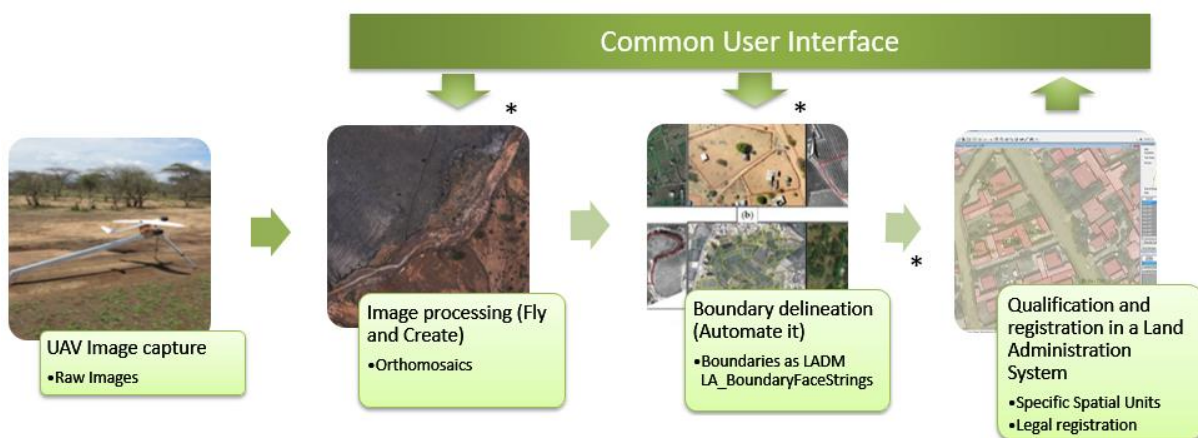 Common User Interface
*
*
(b)
*
UAV Image capture
•Raw Images
Image processing (Fly
and Create)
•Orthomosaics
Boundary delineation
(Automate it)
•Boundaries as LADM
LA_BoundaryFaceStrings
Qualification and
registration in a Land
Administration
System
•Specific Spatial Units
•Legal registration